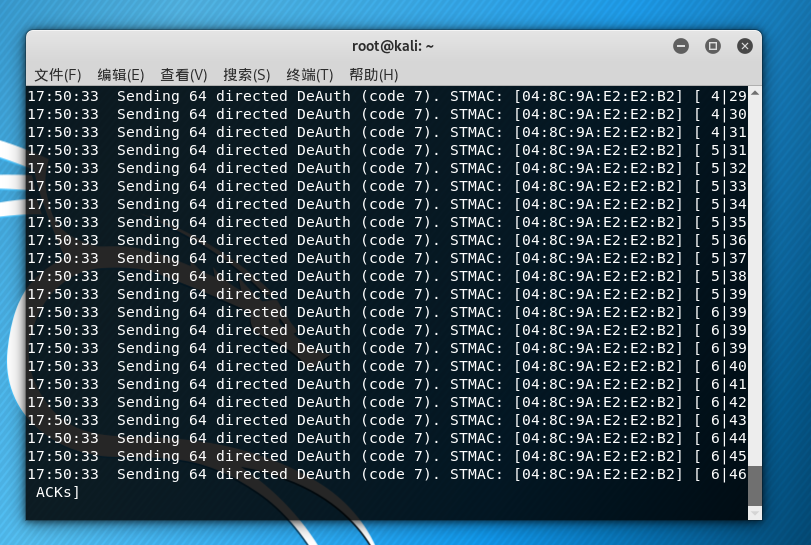 root@kali: ~
文件(F) 编辑(E) 查看(V) 搜索(S) 终端(T) 帮助(H)
17:50:33  Sending 64 directed DeAuth (code 7). STMAC: [04:8C:9A:E2:E2:B2] [ 4|29
17:50:33  Sending 64 directed DeAuth (code 7). STMAC: [04:8C:9A:E2:E2:B2] [ 4|30
17:50:33  Sending 64 directed DeAuth (code 7). STMAC: [04:8C:9A:E2:E2:B2] [ 4|31
17:50:33  Sending 64 directed DeAuth (code 7). STMAC: [04:8C:9A:E2:E2:B2] [ 5|31
17:50:33  Sending 64 directed DeAuth (code 7). STMAC: [04:8C:9A:E2:E2:B2] [ 5|32
17:50:33  Sending 64 directed DeAuth (code 7). STMAC: [04:8C:9A:E2:E2:B2] [ 5|33
17:50:33  Sending 64 directed DeAuth (code 7). STMAC: [04:8C:9A:E2:E2:B2] [ 5|34
17:50:33  Sending 64 directed DeAuth (code 7). STMAC: [04:8C:9A:E2:E2:B2] [ 5|35
17:50:33  Sending 64 directed DeAuth (code 7). STMAC: [04:8C:9A:E2:E2:B2] [ 5|36
17:50:33  Sending 64 directed DeAuth (code 7). STMAC: [04:8C:9A:E2:E2:B2] [ 5|37
17:50:33  Sending 64 directed DeAuth (code 7). STMAC: [04:8C:9A:E2:E2:B2] [ 5|38
17:50:33  Sending 64 directed DeAuth (code 7). STMAC: [04:8C:9A:E2:E2:B2] [ 5|39
17:50:33  Sending 64 directed DeAuth (code 7). STMAC: [04:8C:9A:E2:E2:B2] [ 6|39
17:50:33  Sending 64 directed DeAuth (code 7). STMAC: [04:8C:9A:E2:E2:B2] [ 6|39
17:50:33  Sending 64 directed DeAuth (code 7). STMAC: [04:8C:9A:E2:E2:B2] [ 6|39
17:50:33  Sending 64 directed DeAuth (code 7). STMAC: [04:8C:9A:E2:E2:B2] [ 6|40
17:50:33  Sending 64 directed DeAuth (code 7). STMAC: [04:8C:9A:E2:E2:B2] [ 6|41
17:50:33  Sending 64 directed DeAuth (code 7). STMAC: [04:8C:9A:E2:E2:B2] [ 6|42
17:50:33  Sending 64 directed DeAuth (code 7). STMAC: [04:8C:9A:E2:E2:B2] [ 6|43
17:50:33  Sending 64 directed DeAuth (code 7). STMAC: [04:8C:9A:E2:E2:B2] [ 6|44
17:50:33  Sending 64 directed DeAuth (code 7). STMAC: [04:8C:9A:E2:E2:B2] [ 6|45
17:50:33  Sending 64 directed DeAuth (code 7). STMAC: [04:8C:9A:E2:E2:B2] [ 6|46
 ACKs]